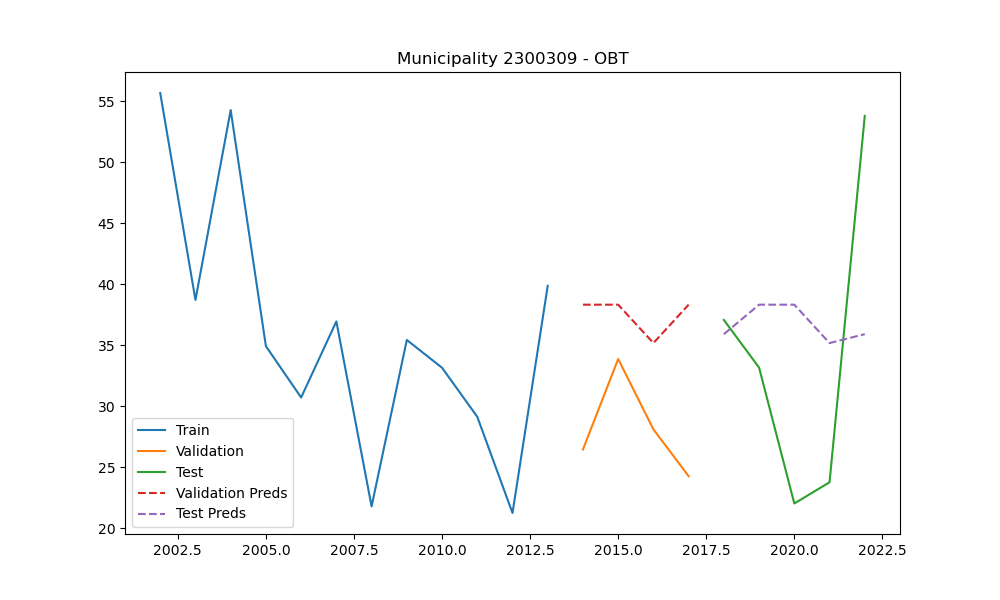 Municipality 2300309 - OBT
55
50
45
40
35
30
25
20
Train
Validation
Test
Validation Preds
Test Preds
2002.5 2005.0 2007.5 2010.0 2012.5 2015.0 2017.5 2020.0 2022.5